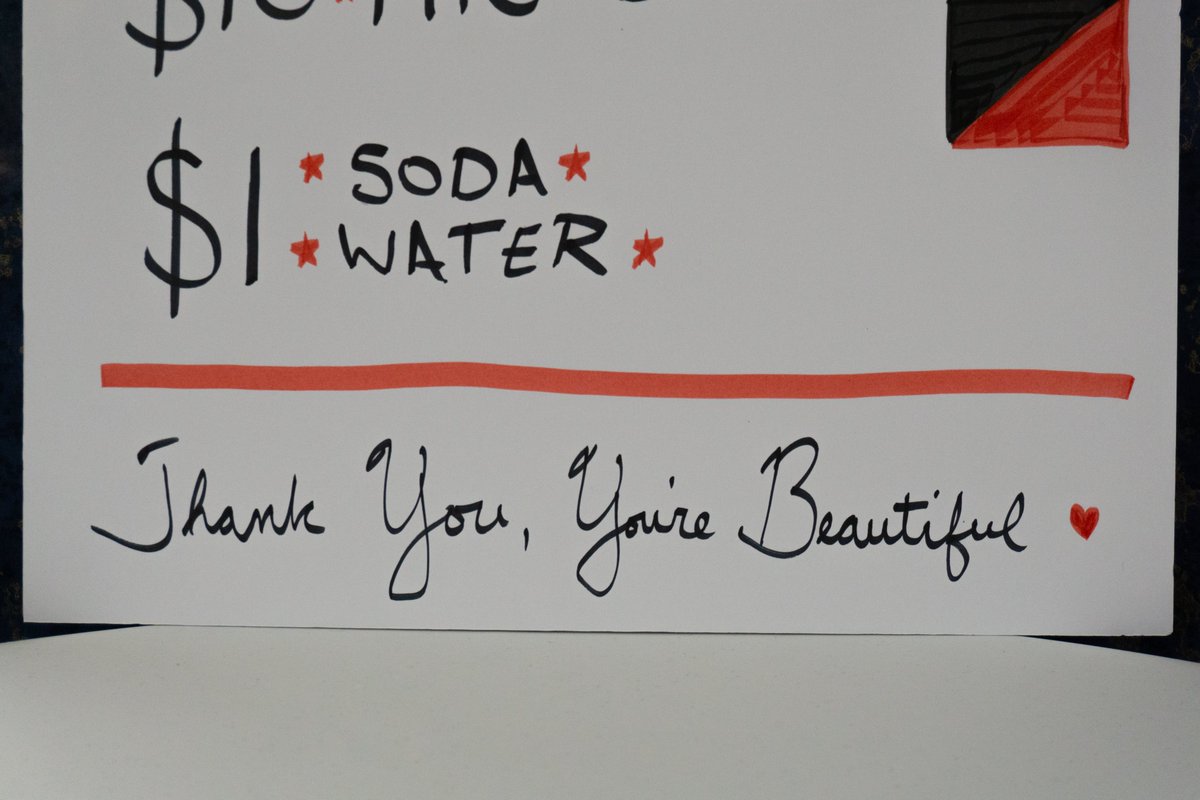 $1 SODA
WATER
Thank You, You're Beautiful